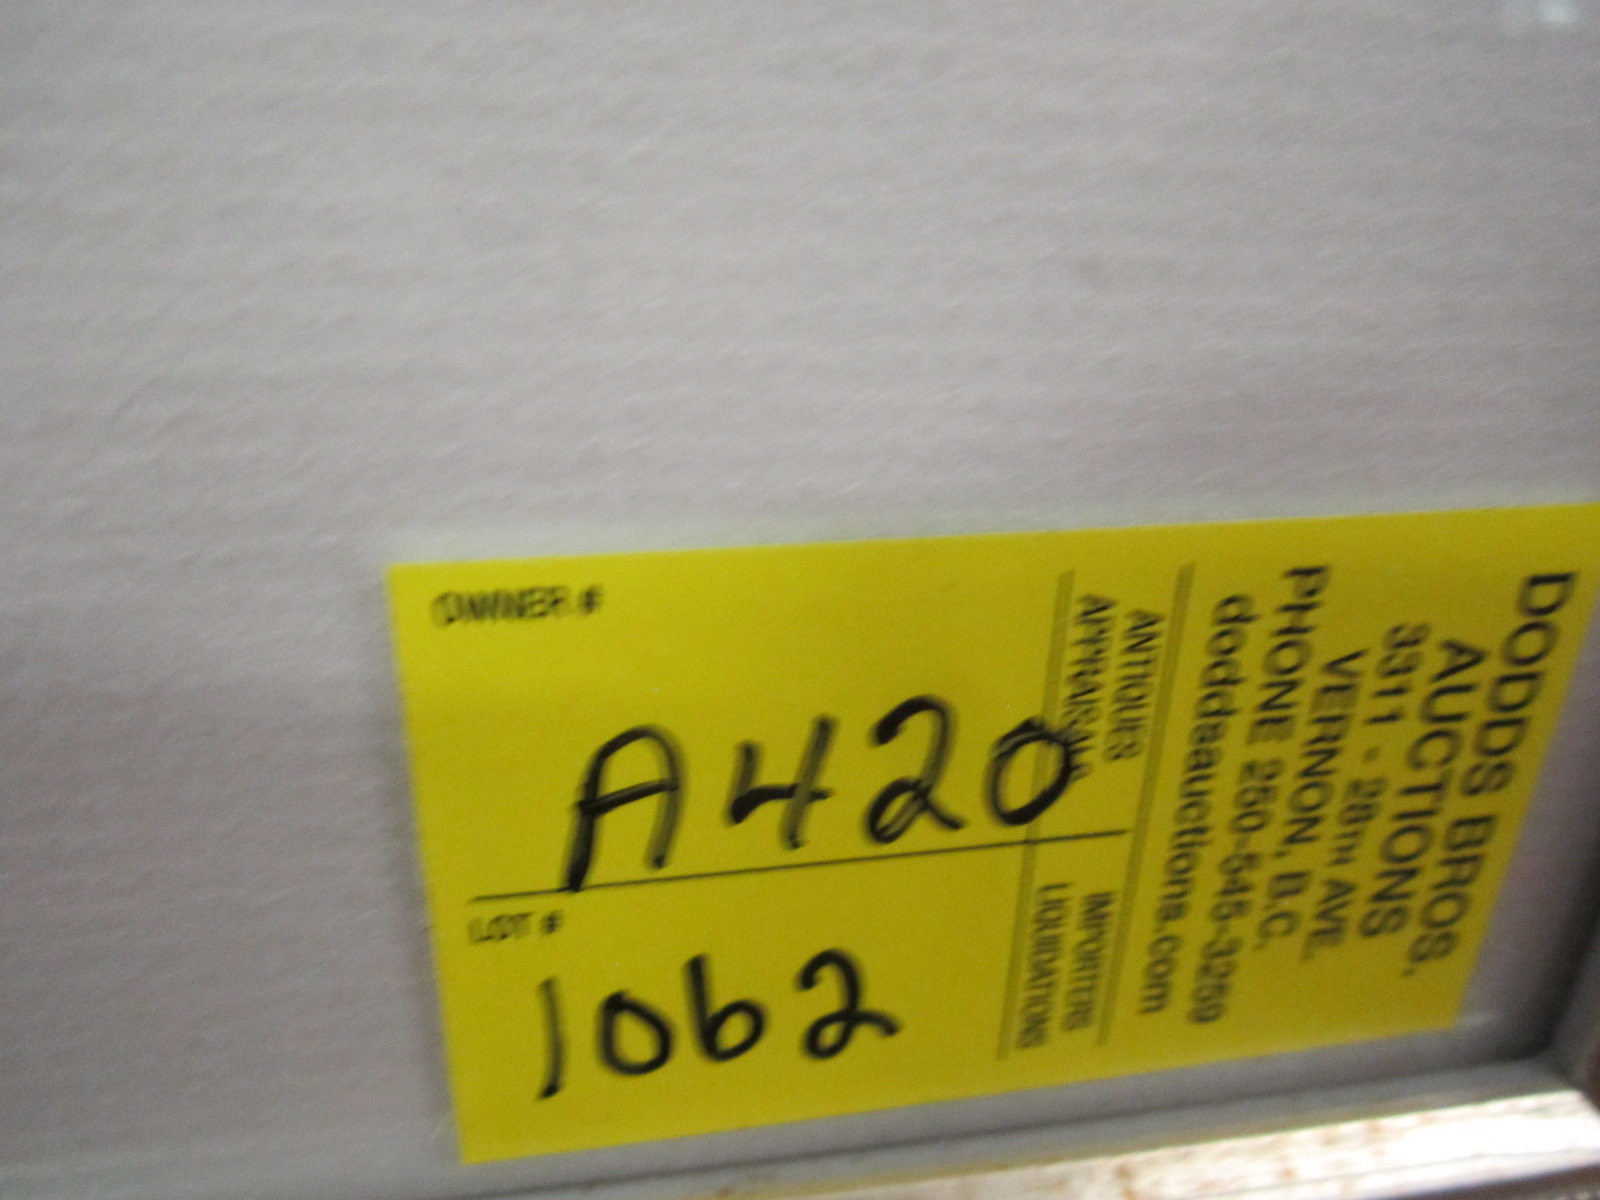 OWNER #
A420
LOT #
1062
DODDS BROS.
AUCTIONS
3311 - 28TH AVE.
VERNON, B.C.
PHONE 250-545-3259
doddsauctions.com
ANTIQUES
APPRAISALS
IMPORTERS
LIQUIDATIONS